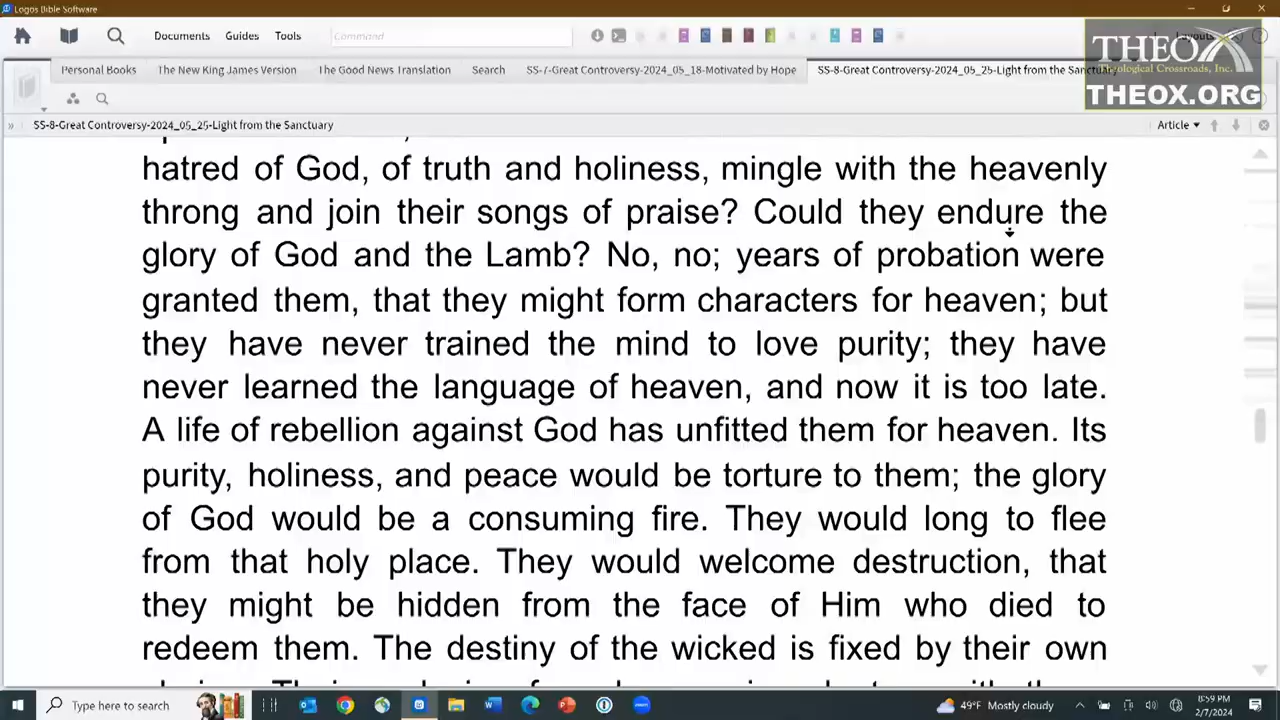 Logos Bible Software
Documents Guides Tools Command
THEOX
Theological Crossroads, Inc.
THEOX.ORG
Personal Books The New King James Version The Good Ne SS-7-Great Controversy-2024_05_18-Motivated by Hope SS-8-Great Controversy-2024_05_25-Light from the Sanctu
SS-8-Great Controversy-2024_05_25-Light from the Sanctuary Article
hatred of God, of truth and holiness, mingle with the heavenly
throng and join their songs of praise? Could they endure the
glory of God and the Lamb? No, no; years of probation were
granted them, that they might form characters for heaven; but
they have never trained the mind to love purity; they have
never learned the language of heaven, and now it is too late.
A life of rebellion against God has unfitted them for heaven. Its
purity, holiness, and peace would be torture to them; the glory
of God would be a consuming fire. They would long to flee
from that holy place. They would welcome destruction, that
they might be hidden from the face of Him who died to
redeem them. The destiny of the wicked is fixed by their own
Type here to search 49°F Mostly cloudy 8:59 PM
2/7/2024